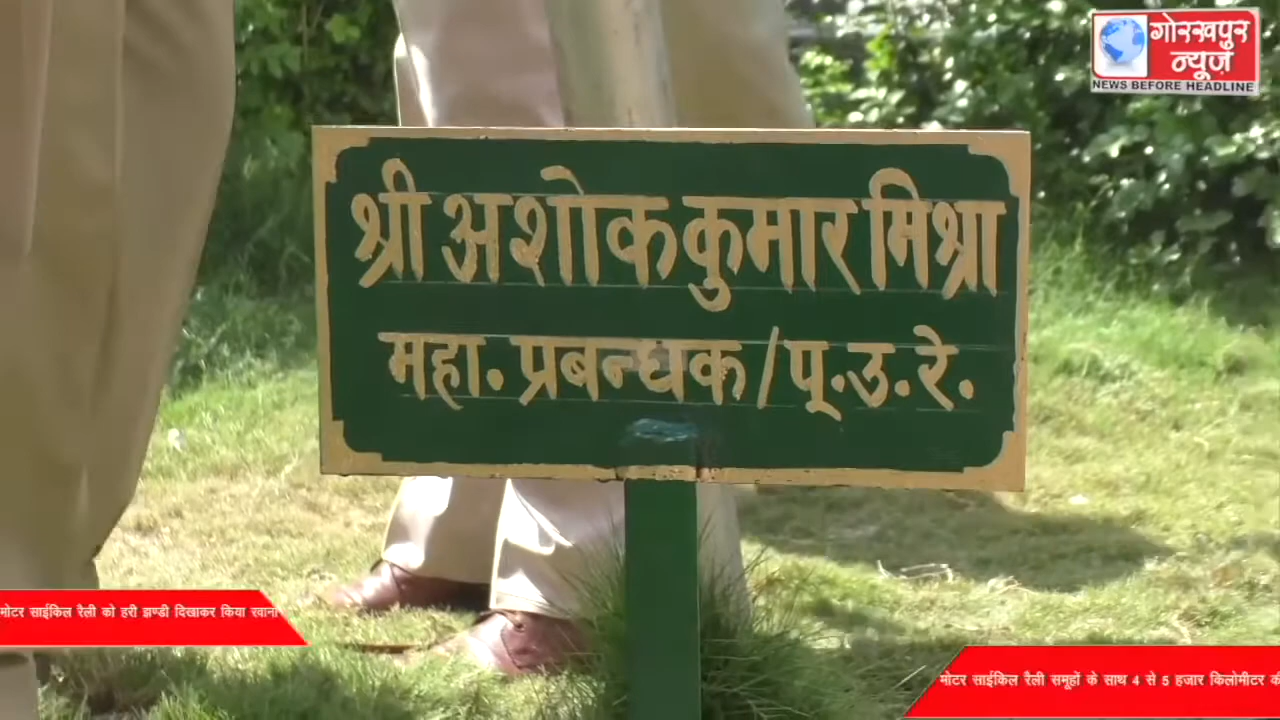 गोरखपुर
न्यूज़
NEWS BEFORE HEADLINE
श्री अशोक कुमार मिश्रा
महा. प्रबन्धक/पू.उ.रे.
मोटर साईकिल रैली को हरी झण्डी दिखाकर किया रवाना
मोटर साईकिल रैली समूहों के साथ 4 से 5 हजार किलोमीटर की